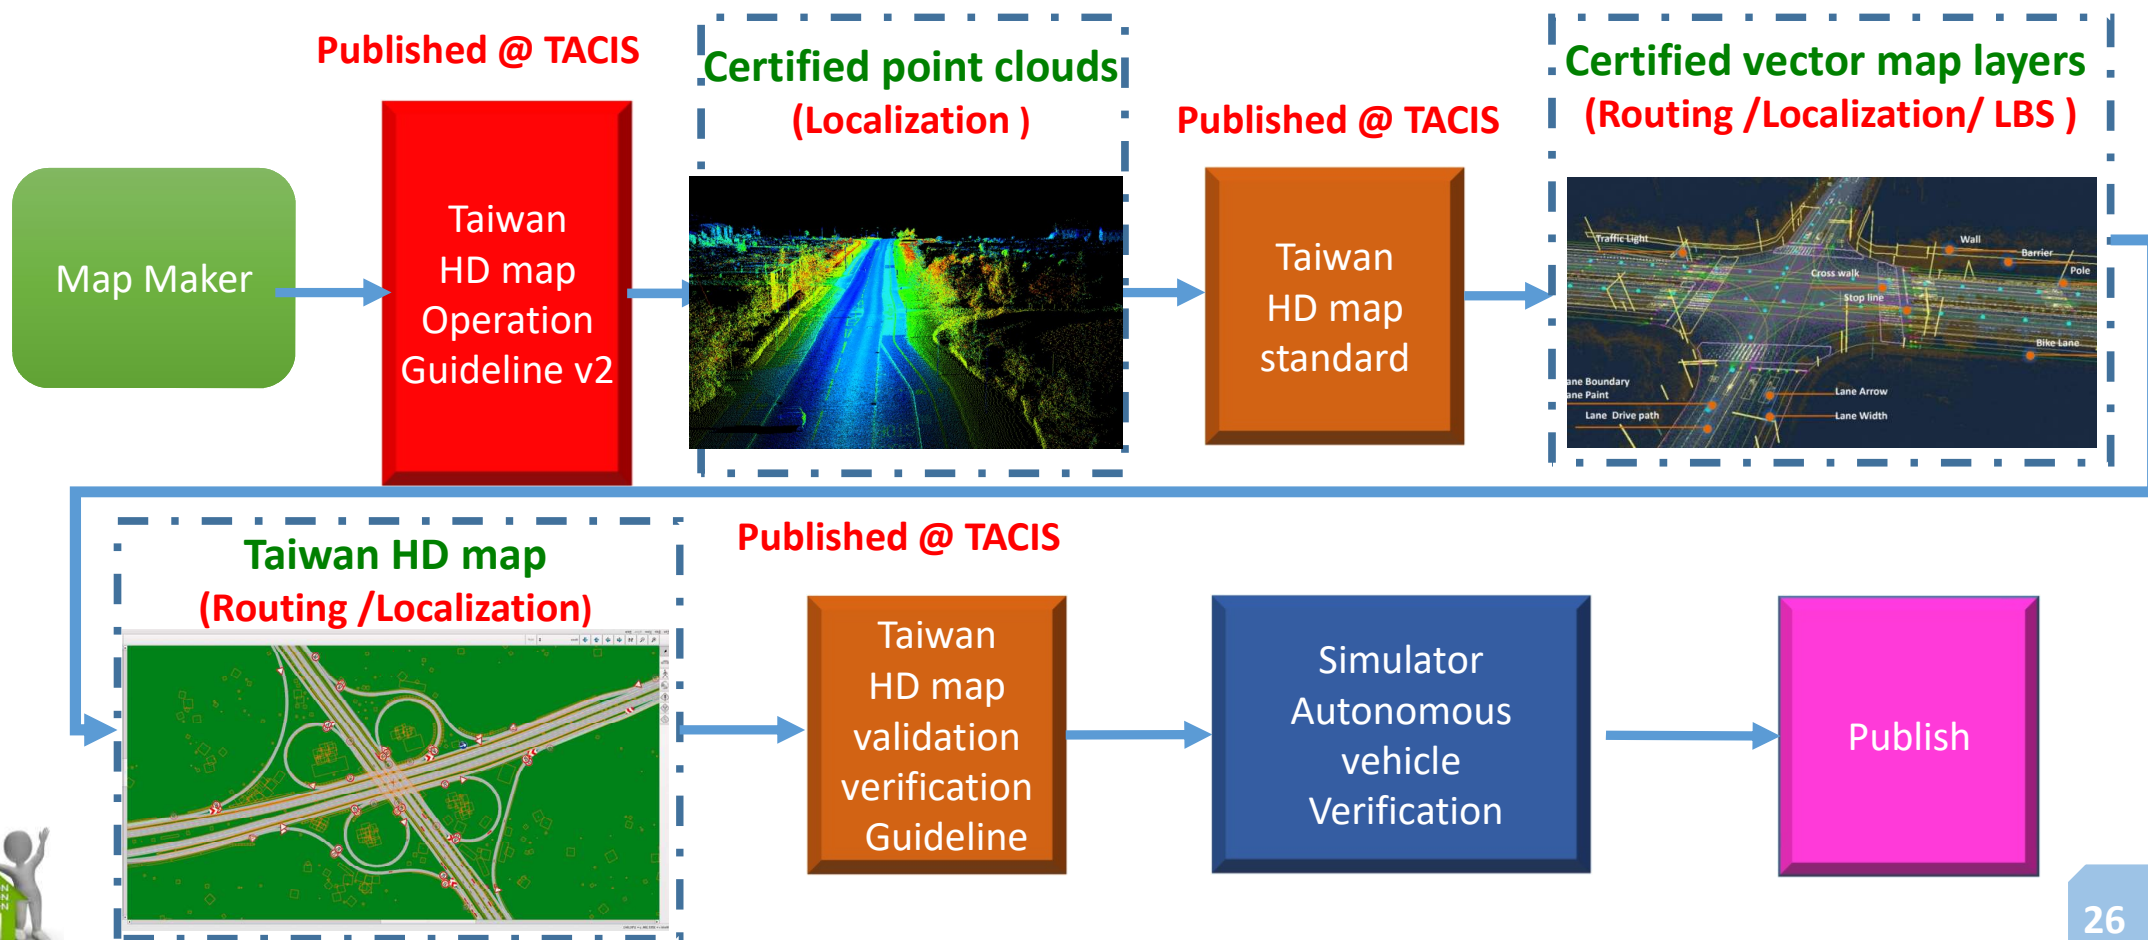 Published @ TACIS
Certified point clouds
(Localization )
Published @ TACIS
Certified vector map layers
(Routing /Localization/ LBS )
Map Maker
Taiwan
HD map
Operation
Guideline v2
Taiwan
HD map
standard
Traffic Light
Wall
Barrier
Pole
Cross walk
Stop line
Bike Lane
ane Boundary
ane Paint
Lane Drive path
Lane Arrow
Lane Width
Taiwan HD map
(Routing /Localization)
Published @ TACIS
Taiwan
HD map
validation
verification
Guideline
Simulator
Autonomous
vehicle
Verification
Publish
26